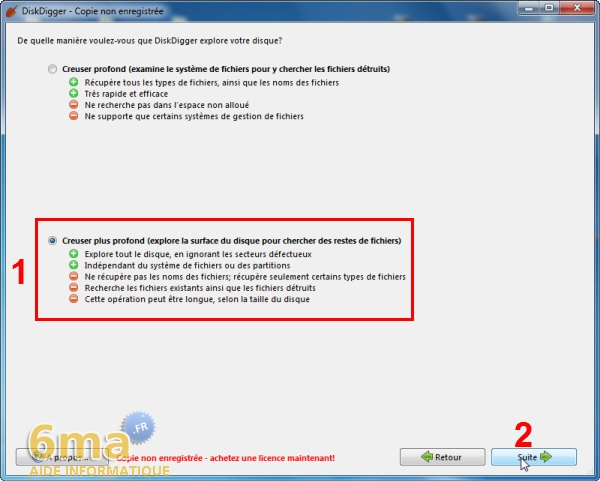 DiskDigger - Copie non enregistrée
De quelle manière voulez-vous que DiskDigger explore votre disque?
Creuser profond (examine le système de fichiers pour y chercher les fichiers détruits)
Récupère tous les types de fichiers, ainsi que les noms des fichiers
Très rapide et efficace
Ne recherche pas dans l'espace non alloué
Ne supporte que certains systèmes de gestion de fichiers
1
Creuser plus profond (explore la surface du disque pour chercher des restes de fichiers)
Explore tout le disque, en ignorant les secteurs défectueux
Indépendant du système de fichiers ou des partitions
Ne récupère pas les noms des fichiers; récupère seulement certains types de fichiers
Recherche les fichiers existants ainsi que les fichiers détruits
Cette opération peut être longue, selon la taille du disque
6ma .FR
AIDE INFORMATIQUE
A propos...
Copie non enregistrée - achetez une licence maintenant!
Retour
2
Suite